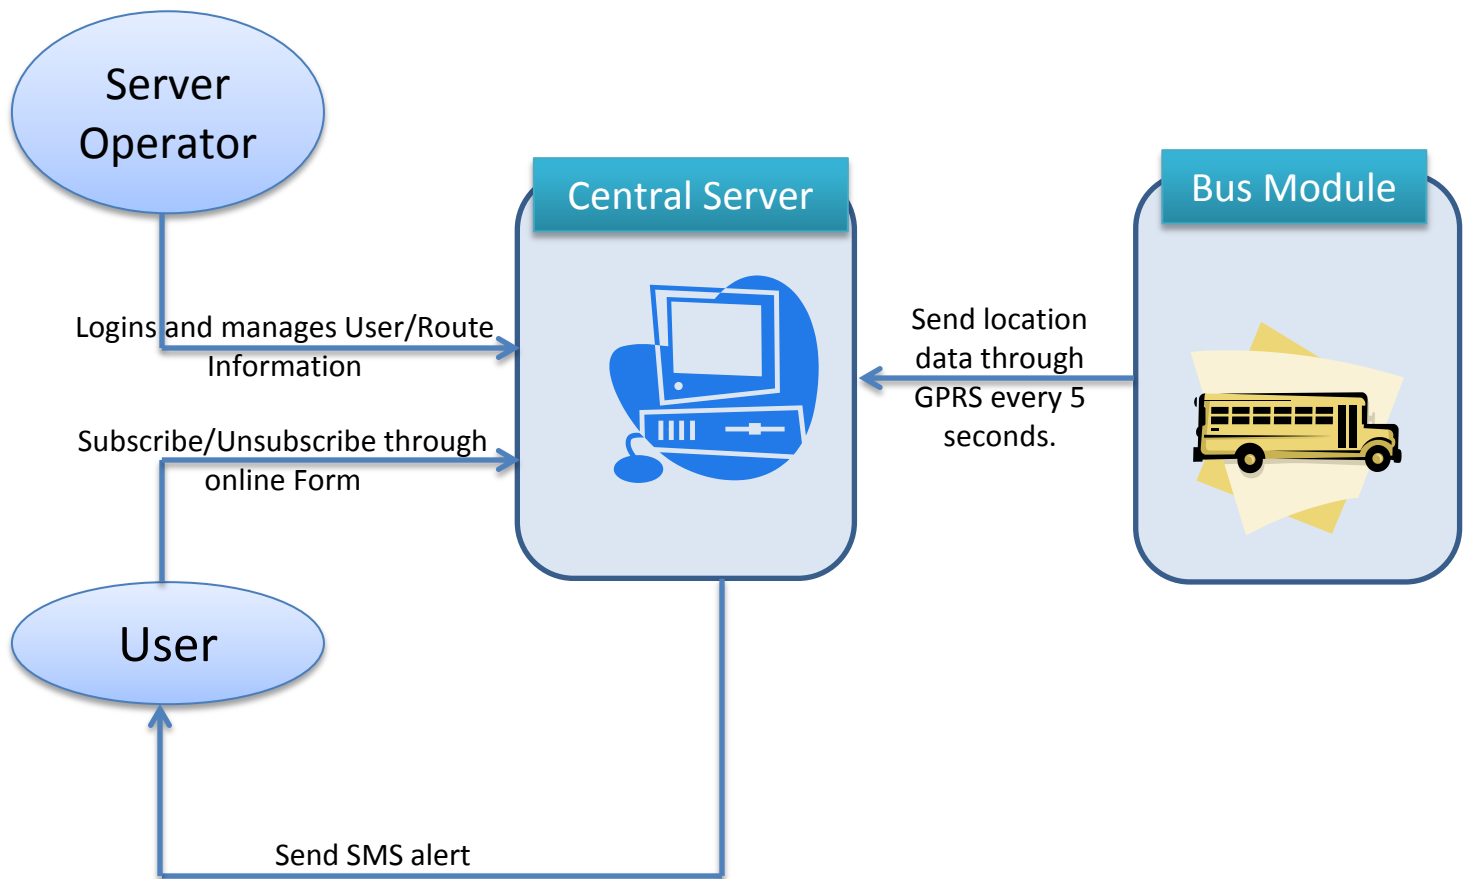 Server
Operator
Central Server
Bus Module
Logins and manages User/Route
Information
Send location
data through
GPRS every 5
seconds.
Subscribe/Unsubscribe through
online Form
User
Send SMS alert